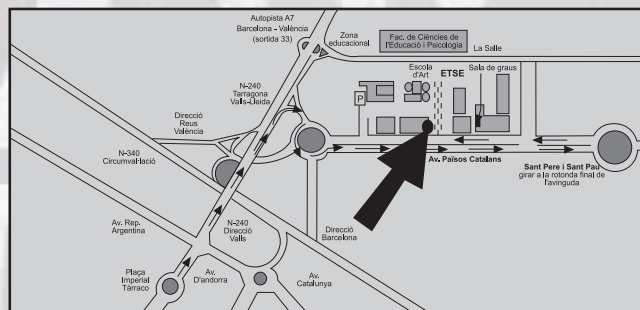 Autopista A7
Barcelona - València
(sortida 33)
Zona
educacional
Fac. de Ciències de
l'Educació i Psicologia
La Salle
Escola
d'Art
ETSE
Sala de graus
N-240
Tarragona
Valls-Lleida
P
Direcció
Reus
València
N-340
Circumval·lació
Av. Països Catalans
Sant Pere i Sant Pau
girar a la rotonda final de
l'avinguda
Av. Rep.
Argentina
N-240
Direcció
Valls
Direcció
Barcelona
Plaça
Imperial
Tàrraco
Av.
D'andorra
Av.
Catalunya